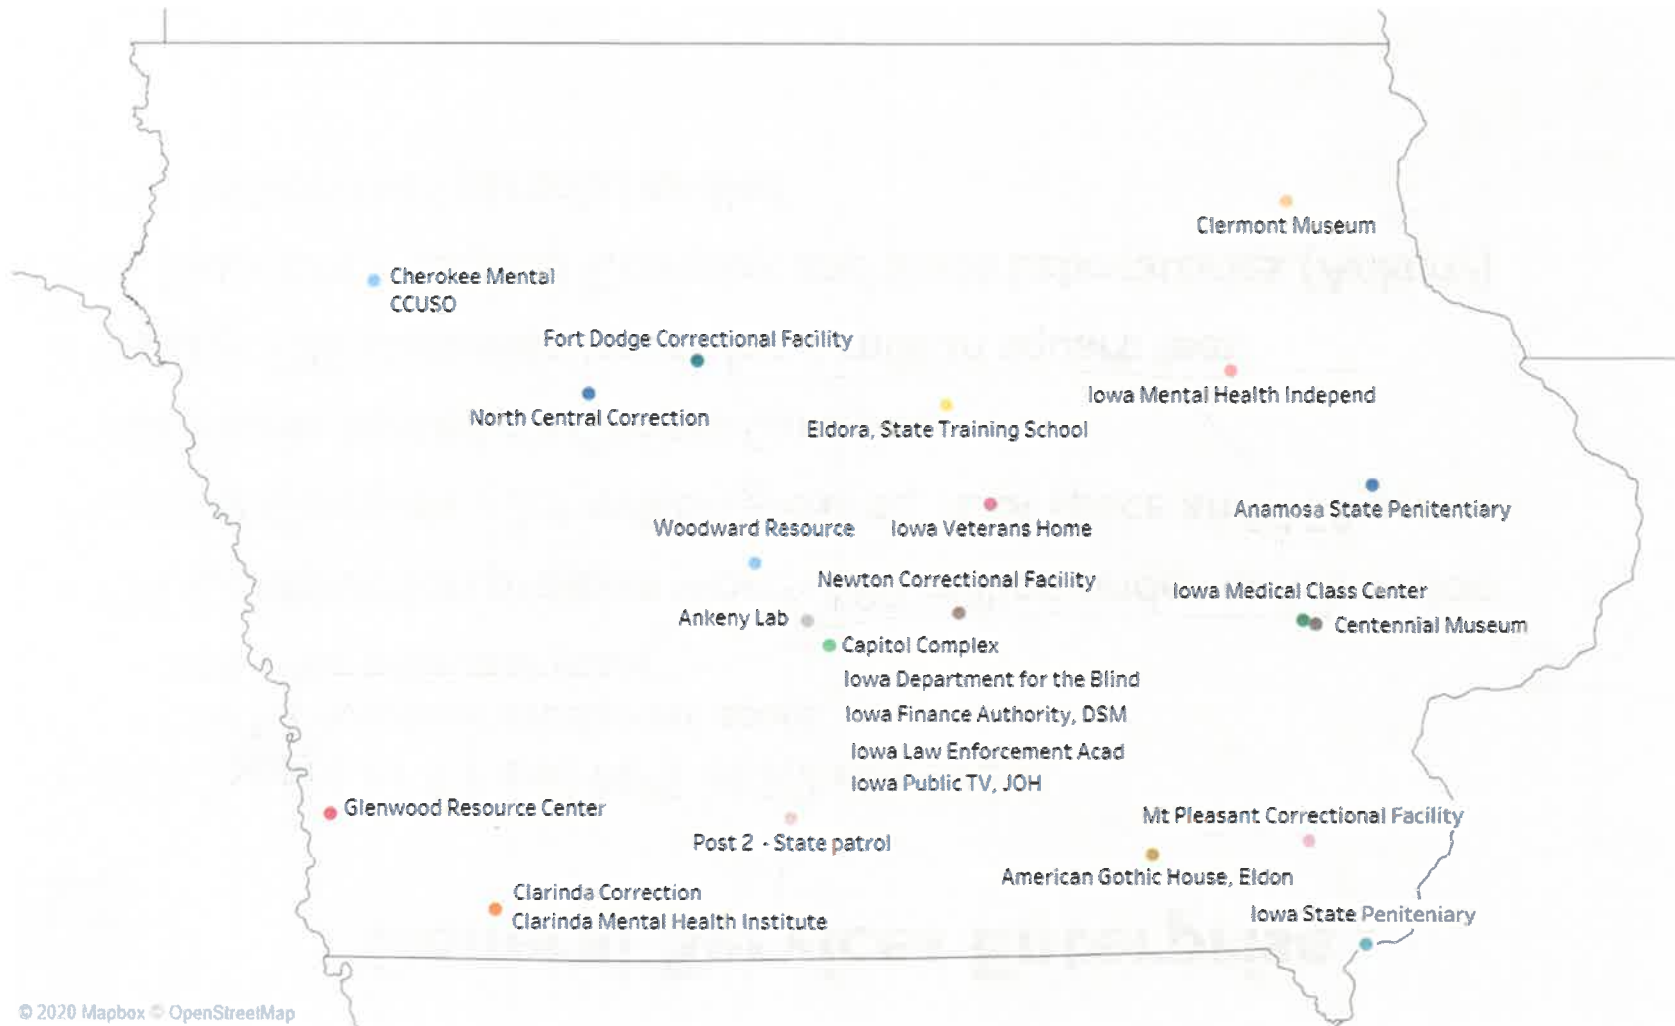 Clermont Museum
Cherokee Mental
CCUSO
Fort Dodge Correctional Facility
Iowa Mental Health Independ
North Central Correction
Eldora, State Training School
Anamosa State Penitentiary
Woodward Resource
Iowa Veterans Home
Newton Correctional Facility
Iowa Medical Class Center
Ankeny Lab
Centennial Museum
Capitol Complex
Iowa Department for the Blind
Iowa Finance Authority, DSM
Iowa Law Enforcement Acad
Iowa Public TV, JOH
Glenwood Resource Center
Mt Pleasant Correctional Facility
Post 2 - State patrol
American Gothic House, Eldon
Clarinda Correction
Clarinda Mental Health Institute
Iowa State Peniteniary
© 2020 Mapbox © OpenStreetMap